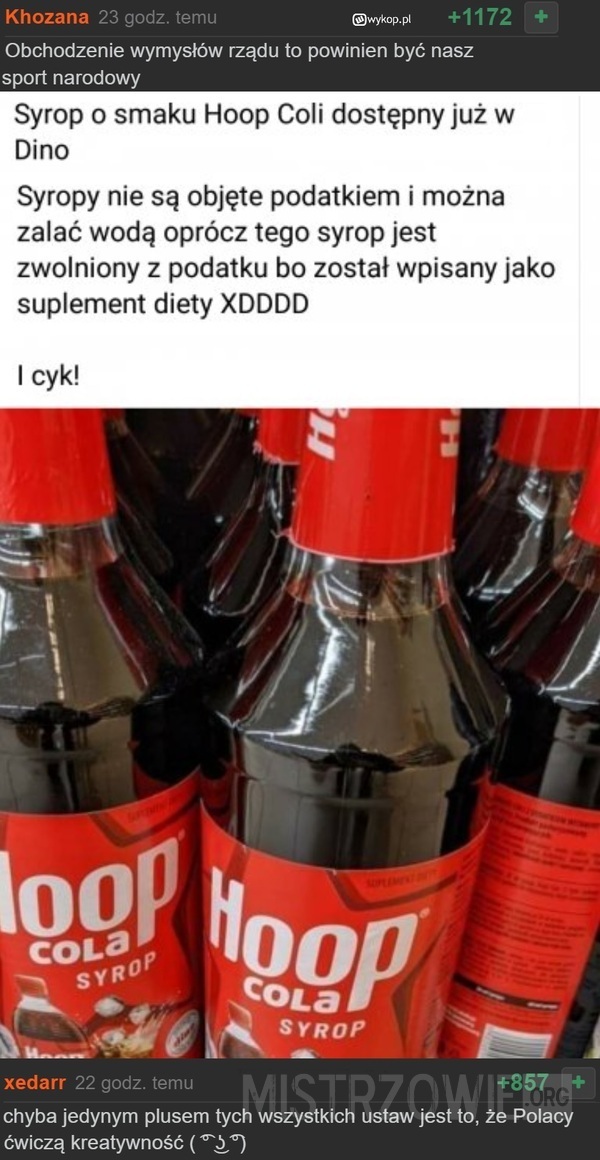 Khozana 23 godz. temu wykop.pl +1172 +
Obchodzenie wymysłów rządu to powinien być nasz
sport narodowy
Syrop o smaku Hoop Coli dostępny już w
Dino
Syropy nie są objęte podatkiem i można
zalać wodą oprócz tego syrop jest
zwolniony z podatku bo został wpisany jako
suplement diety XDDDD
I cyk!
SUPLEMENT DIETY
Hoop®
COLA
SYROP
Hoop
SUPLEMENT DIETY
Hoop®
COLA
SYROP
xedarr 22 godz. temu +857 +
MISTRZOWIE.ORG
chyba jedynym plusem tych wszystkich ustaw jest to, że Polacy
ćwiczą kreatywność ( ͡° ͜ʖ ͡°)